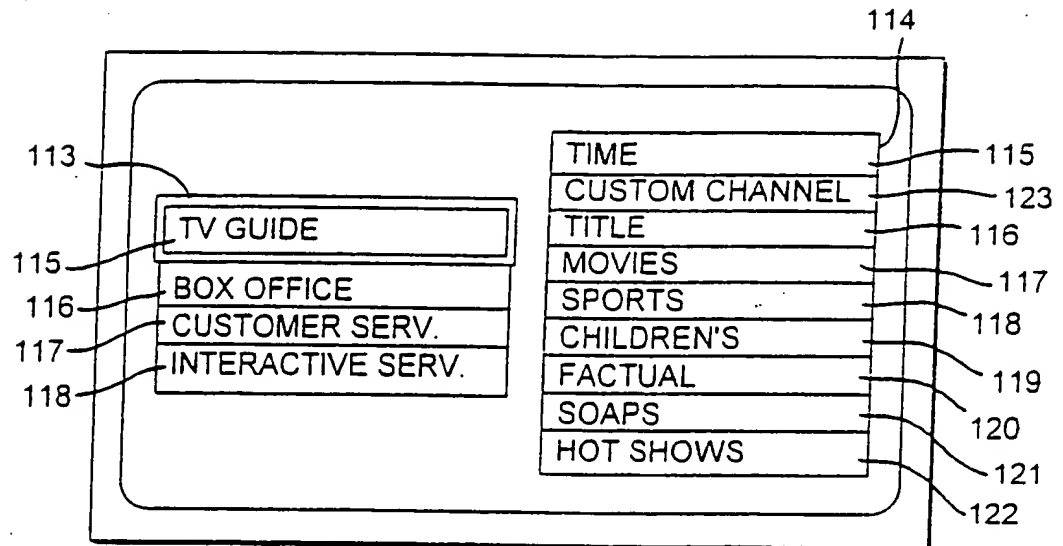 114
113
TV GUIDE
115
BOX OFFICE
116
CUSTOMER SERV.
117
INTERACTIVE SERV.
118
TIME
115
CUSTOM CHANNEL
123
TITLE
116
MOVIES
117
SPORTS
118
CHILDREN'S
119
FACTUAL
120
SOAPS
121
HOT SHOWS
122